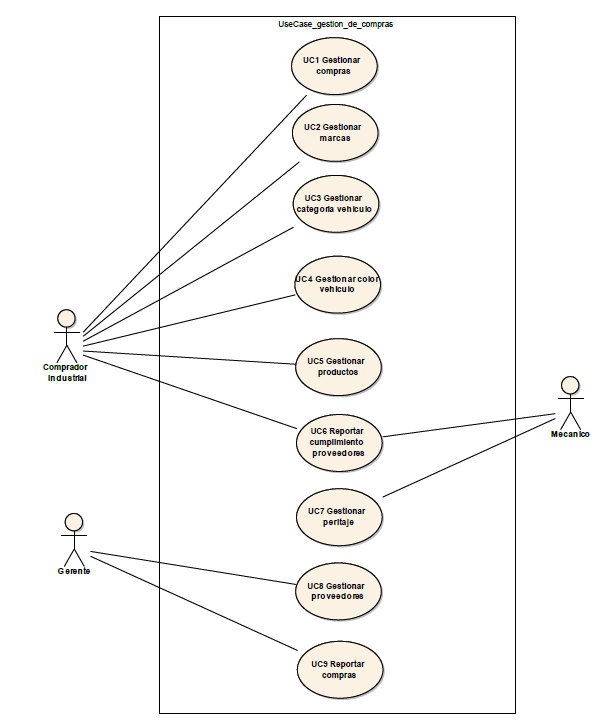 UseCase_gestion_de_compras
UC1 Gestionar
compras
UC2 Gestionar
marcas
UC3 Gestionar
categoria vehiculo
UC4 Gestionar color
vehiculo
UC5 Gestionar
productos
UC6 Reportar
cumplimiento
proveedores
UC7 Gestionar
peritaje
UC8 Gestionar
proveedores
UC9 Reportar
compras
Comprador
Industrial
Mecanico
Gerente